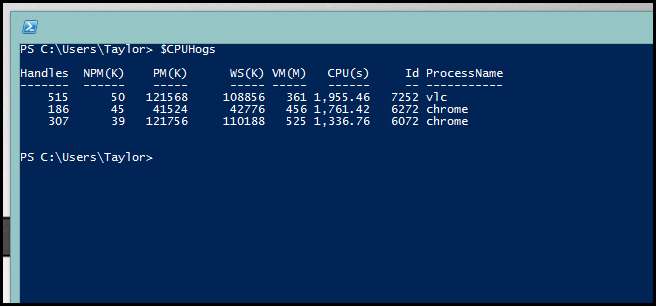 PS C:\Users\Taylor> $CPUHogs
Handles NPM(K) PM(K) WS(K) VM(M) CPU(s) Id ProcessName
------- ------ ----- ----- ----- ------ -- -----------
515 50 121568 108856 361 1,955.46 7252 vlc
186 45 41524 42776 456 1,761.42 6272 chrome
307 39 121756 110188 525 1,336.76 6072 chrome
PS C:\Users\Taylor>